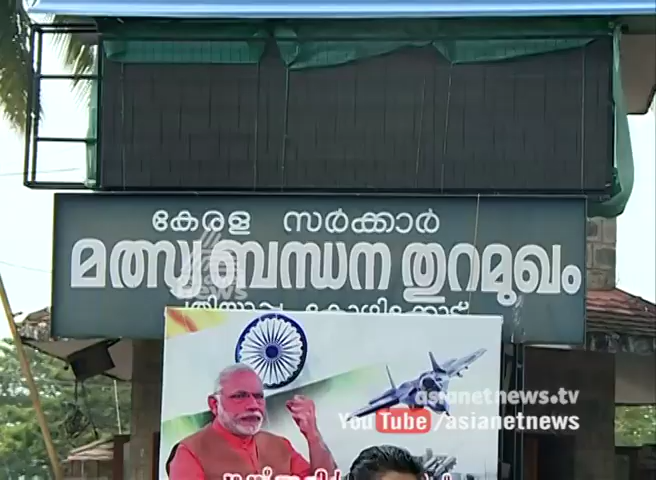 കേരള സർക്കാർ
മത്സ്യബന്ധന തുറമുഖം
പുതിയാപ്പ കോഴിക്കോട്
asianetnews.tv
YouTube /asianetnews